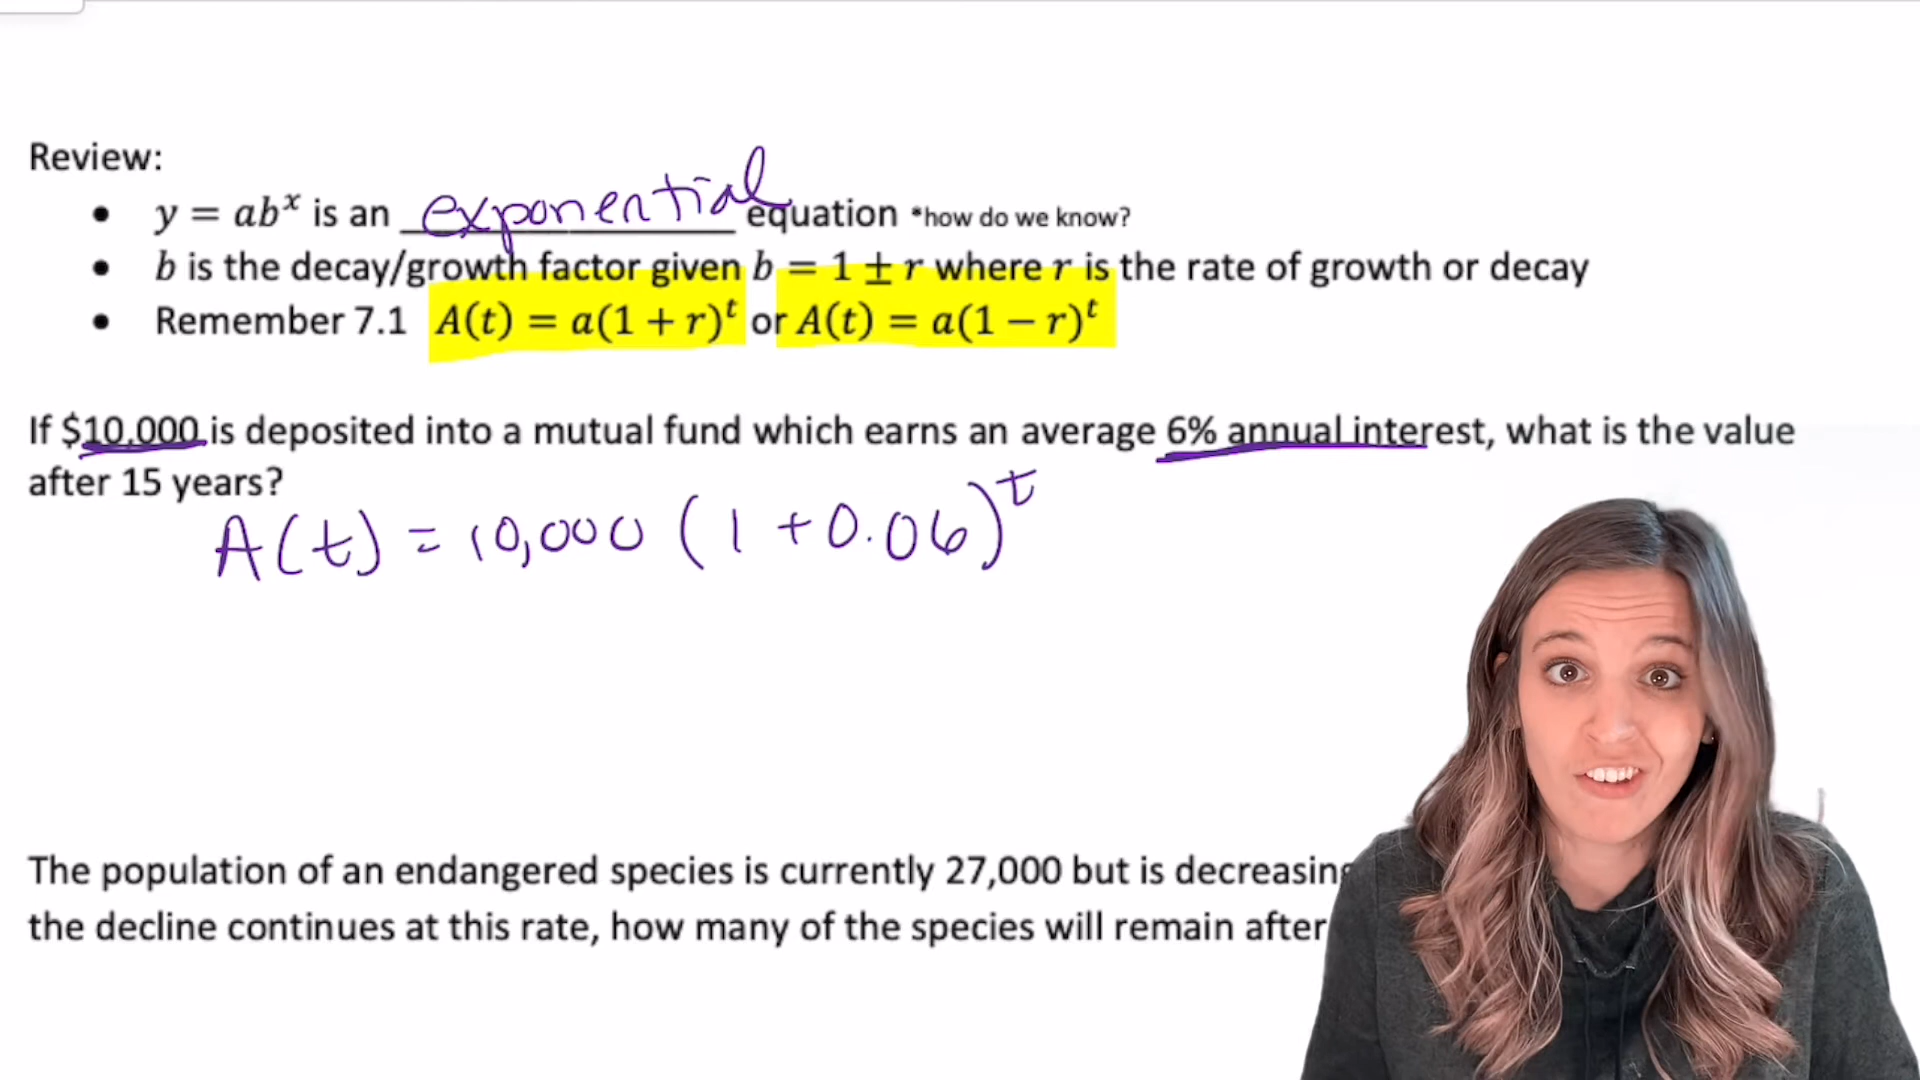 Review:
• y = abˣ is an exponential equation *how do we know?
• b is the decay/growth factor given b = 1 ± r where r is the rate of growth or decay
• Remember 7.1 A(t) = a(1 + r)ᵗ or A(t) = a(1 − r)ᵗ
If $10,000 is deposited into a mutual fund which earns an average 6% annual interest, what is the value
after 15 years?
A(t) = 10,000 (1 + 0.06)ᵗ
The population of an endangered species is currently 27,000 but is decreasing
the decline continues at this rate, how many of the species will remain after